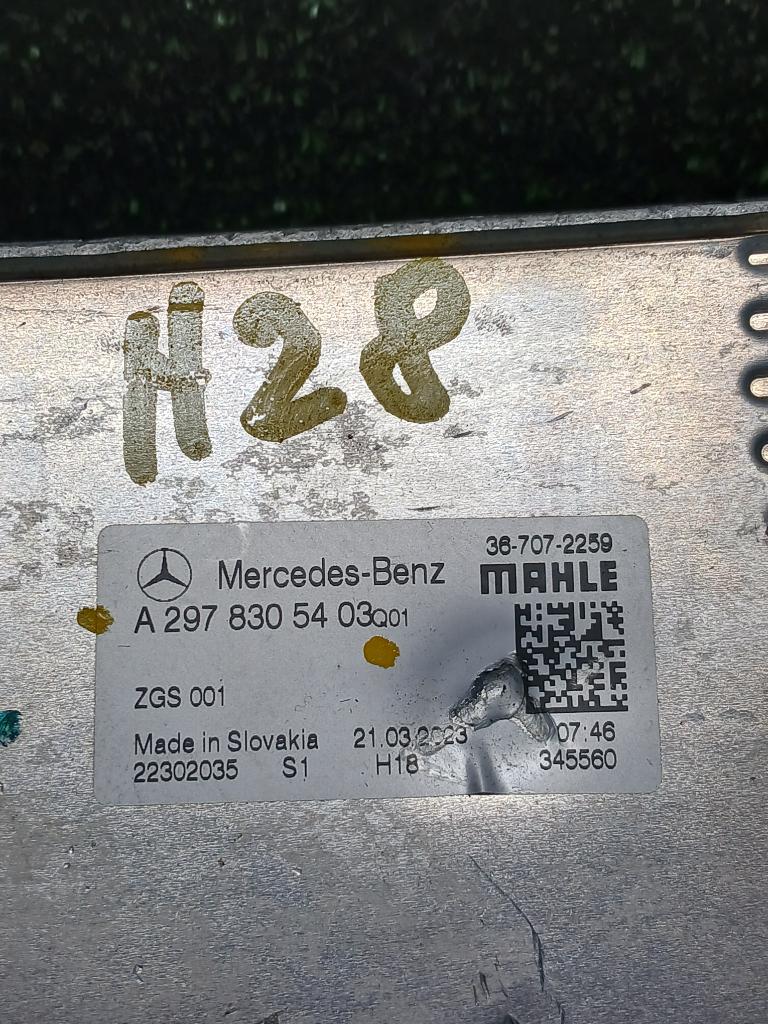 H28
36-707-2259
Mercedes-Benz MAHLE
A 297 830 54 03Q01
ZGS 001
Made in Slovakia 21.03.2023 07:46
22302035 S1 H18 345560